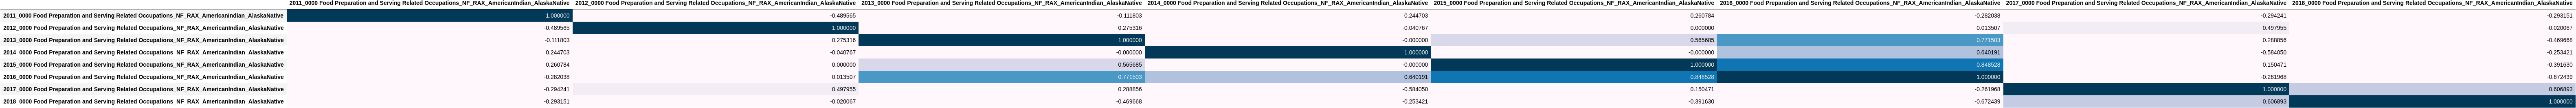 2011_0000 Food Preparation and Serving Related Occupations_NF_RAX_AmericanIndian_AlaskaNative 2012_0000 Food Preparation and Serving Related Occupations_NF_RAX_AmericanIndian_AlaskaNative 2013_0000 Food Preparation and Serving Related Occupations_NF_RAX_AmericanIndian_AlaskaNative 2014_0000 Food Preparation and Serving Related Occupations_NF_RAX_AmericanIndian_AlaskaNative 2015_0000 Food Preparation and Serving Related Occupations_NF_RAX_AmericanIndian_AlaskaNative 2016_0000 Food Preparation and Serving Related Occupations_NF_RAX_AmericanIndian_AlaskaNative 2017_0000 Food Preparation and Serving Related Occupations_NF_RAX_AmericanIndian_AlaskaNative 2018_0000 Food Preparation and Serving Related Occupations_NF_RAX_AmericanIndian_AlaskaNative
2011_0000 Food Preparation and Serving Related Occupations_NF_RAX_AmericanIndian_AlaskaNative 1.000000 -0.489565 -0.111803 0.244703 0.260784 -0.282038 -0.294241 -0.293151
2012_0000 Food Preparation and Serving Related Occupations_NF_RAX_AmericanIndian_AlaskaNative -0.489565 1.000000 0.275316 -0.040767 0.000000 0.013507 0.497955 -0.020067
2013_0000 Food Preparation and Serving Related Occupations_NF_RAX_AmericanIndian_AlaskaNative -0.111803 0.275316 1.000000 -0.000000 0.565685 0.771503 0.288856 -0.469668
2014_0000 Food Preparation and Serving Related Occupations_NF_RAX_AmericanIndian_AlaskaNative 0.244703 -0.040767 -0.000000 1.000000 -0.000000 0.640191 -0.584050 -0.253421
2015_0000 Food Preparation and Serving Related Occupations_NF_RAX_AmericanIndian_AlaskaNative 0.260784 0.000000 0.565685 -0.000000 1.000000 0.848528 0.150471 -0.391630
2016_0000 Food Preparation and Serving Related Occupations_NF_RAX_AmericanIndian_AlaskaNative -0.282038 0.013507 0.771503 0.640191 0.848528 1.000000 -0.261968 -0.672439
2017_0000 Food Preparation and Serving Related Occupations_NF_RAX_AmericanIndian_AlaskaNative -0.294241 0.497955 0.288856 -0.584050 0.150471 -0.261968 1.000000 0.606893
2018_0000 Food Preparation and Serving Related Occupations_NF_RAX_AmericanIndian_AlaskaNative -0.293151 -0.020067 -0.469668 -0.253421 -0.391630 -0.672439 0.606893 1.000000